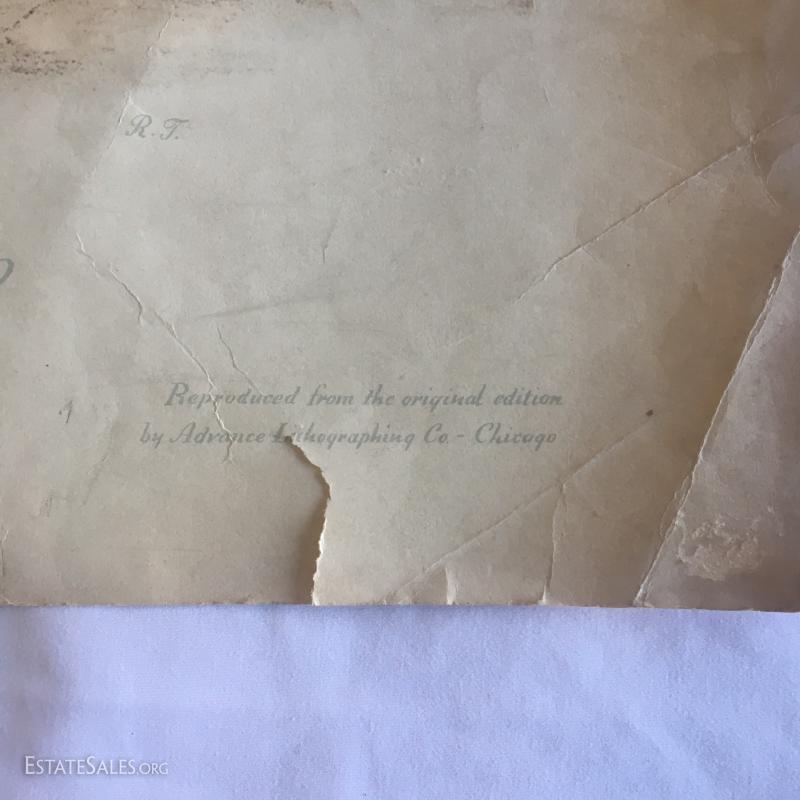 R. T.
Reproduced from the original edition
by Advance Lithographing Co. - Chicago
ESTATESALES.ORG